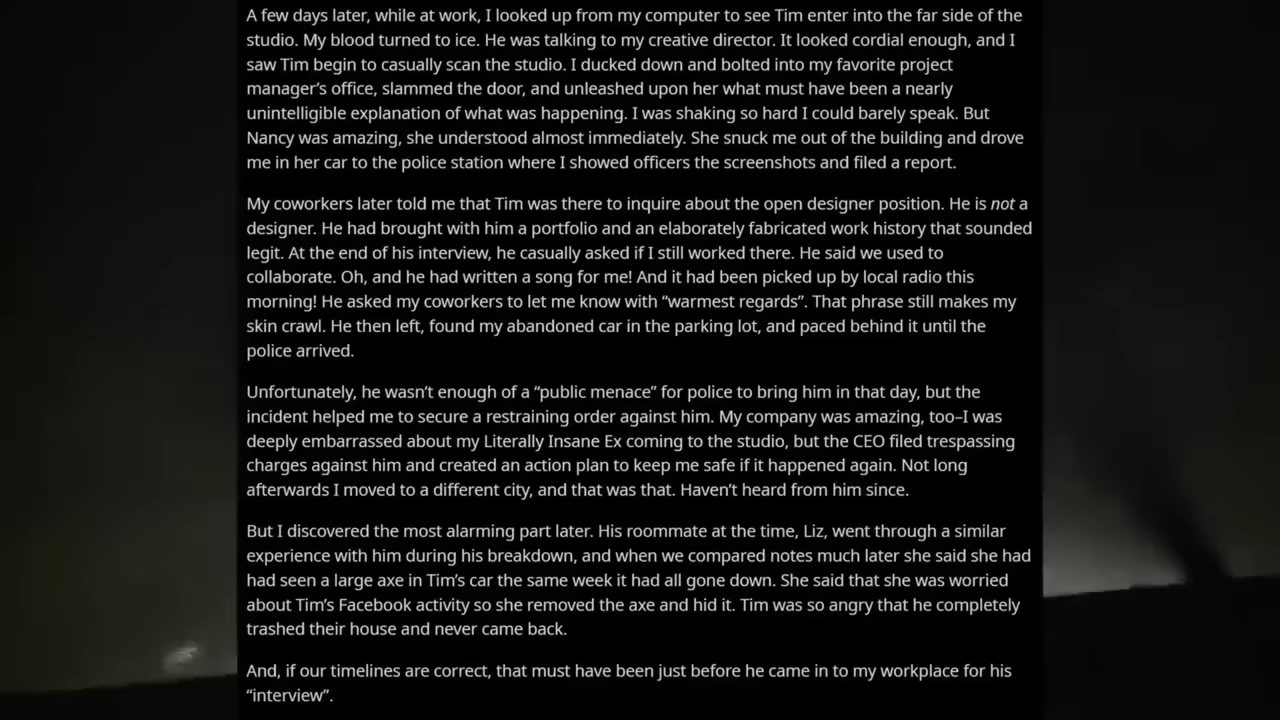 A few days later, while at work, I looked up from my computer to see Tim enter into the far side of the
studio. My blood turned to ice. He was talking to my creative director. It looked cordial enough, and I
saw Tim begin to casually scan the studio. I ducked down and bolted into my favorite project
manager’s office, slammed the door, and unleashed upon her what must have been a nearly
unintelligible explanation of what was happening. I was shaking so hard I could barely speak. But
Nancy was amazing, she understood almost immediately. She snuck me out of the building and drove
me in her car to the police station where I showed officers the screenshots and filed a report.
My coworkers later told me that Tim was there to inquire about the open designer position. He is not a
designer. He had brought with him a portfolio and an elaborately fabricated work history that sounded
legit. At the end of his interview, he casually asked if I still worked there. He said we used to
collaborate. Oh, and he had written a song for me! And it had been picked up by local radio this
morning! He asked my coworkers to let me know with “warmest regards”. That phrase still makes my
skin crawl. He then left, found my abandoned car in the parking lot, and paced behind it until the
police arrived.
Unfortunately, he wasn’t enough of a “public menace” for police to bring him in that day, but the
incident helped me to secure a restraining order against him. My company was amazing, too–I was
deeply embarrassed about my Literally Insane Ex coming to the studio, but the CEO filed trespassing
charges against him and created an action plan to keep me safe if it happened again. Not long
afterwards I moved to a different city, and that was that. Haven’t heard from him since.
But I discovered the most alarming part later. His roommate at the time, Liz, went through a similar
experience with him during his breakdown, and when we compared notes much later she said she had
had seen a large axe in Tim’s car the same week it had all gone down. She said that she was worried
about Tim’s Facebook activity so she removed the axe and hid it. Tim was so angry that he completely
trashed their house and never came back.
And, if our timelines are correct, that must have been just before he came in to my workplace for his
“interview”.